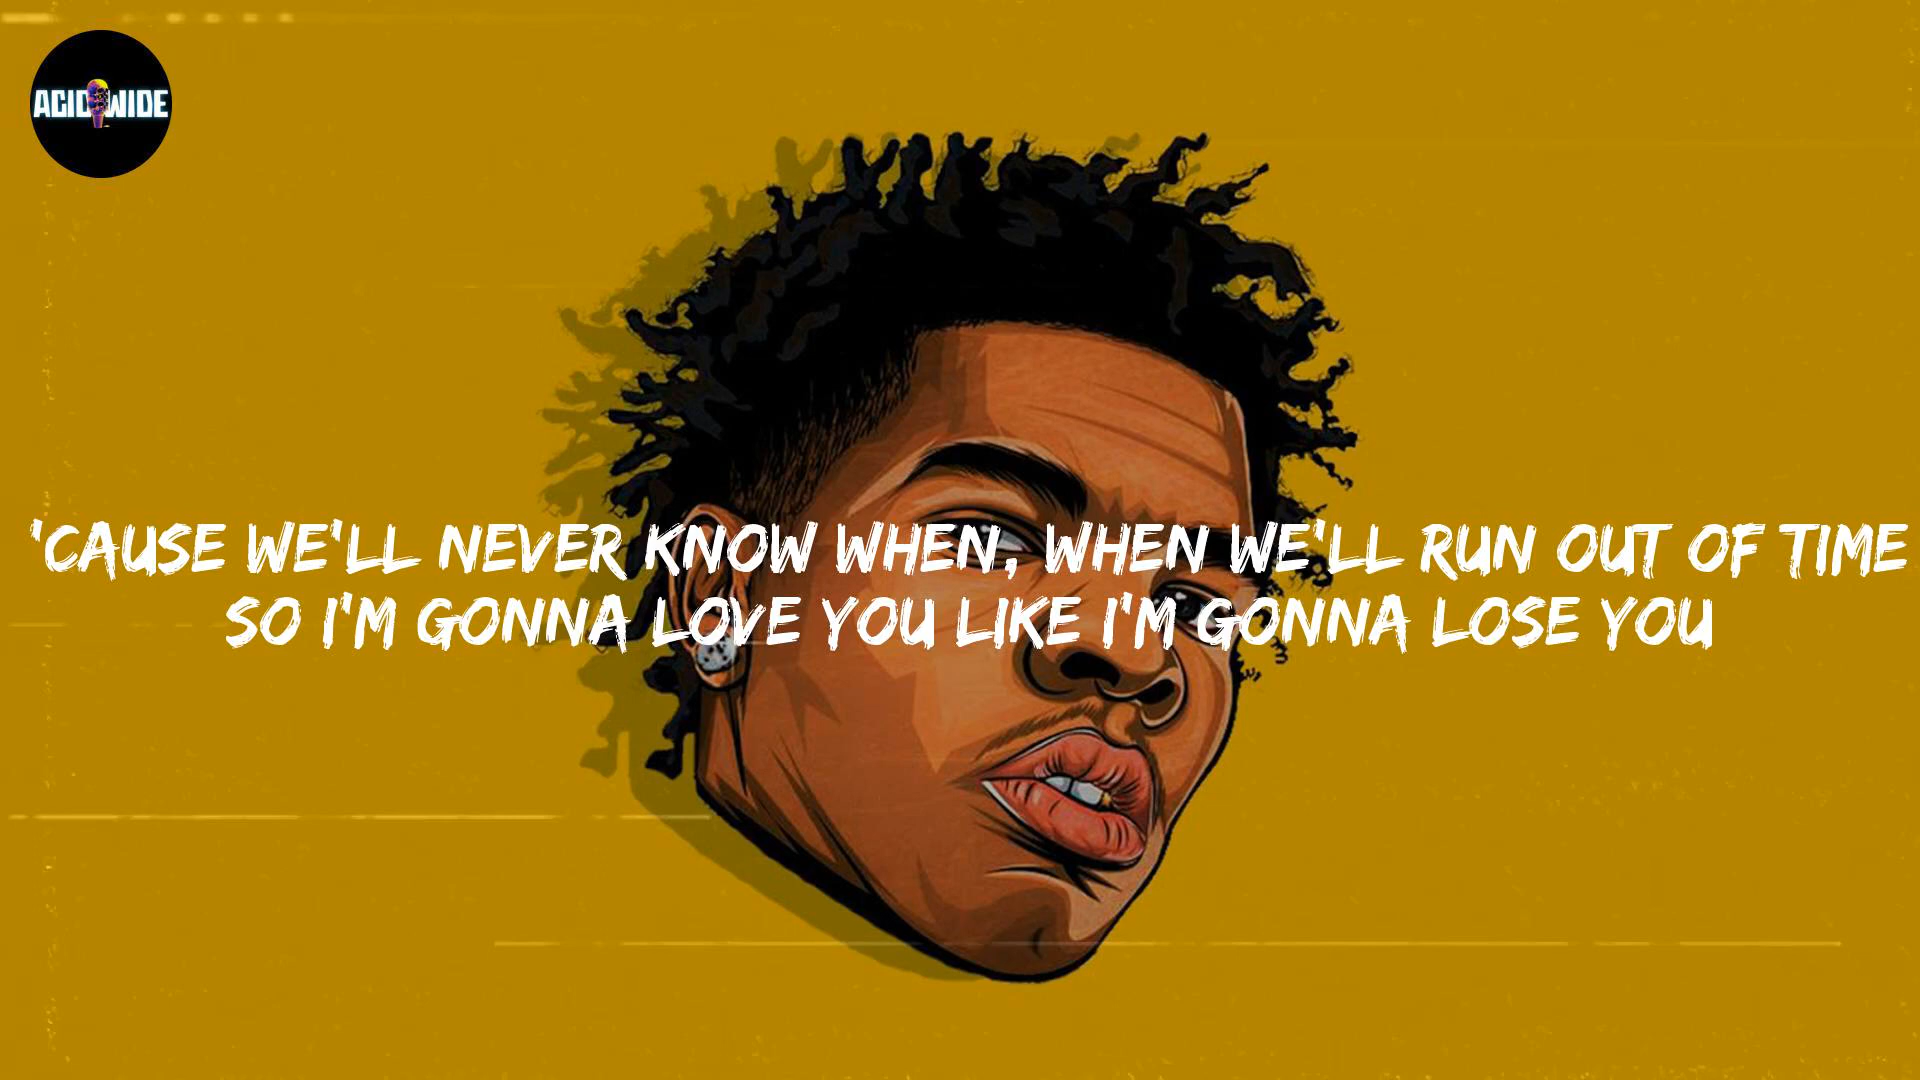 ACIDWIDE
'CAUSE WE'LL NEVER KNOW WHEN, WHEN WE'LL RUN OUT OF TIME
SO I'M GONNA LOVE YOU LIKE I'M GONNA LOSE YOU